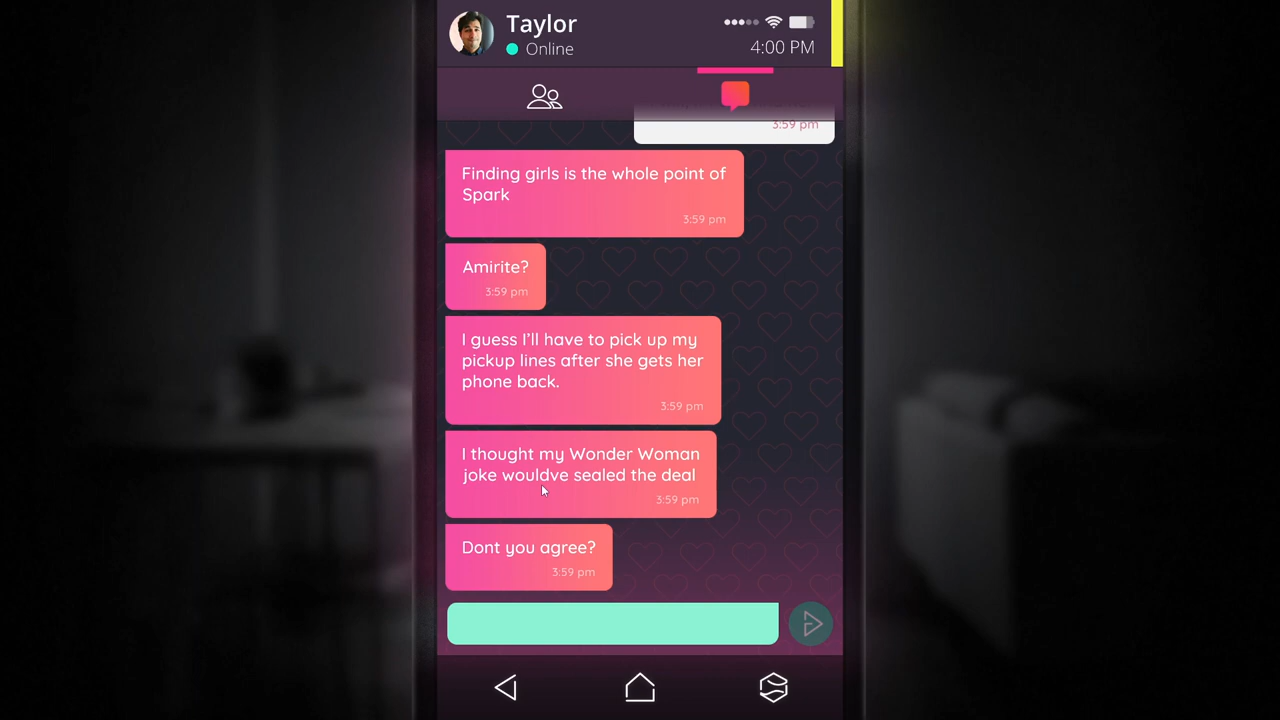 Taylor
Online
4:00 PM
3:59 pm
Finding girls is the whole point of
Spark
3:59 pm
Amirite?
3:59 pm
I guess I'll have to pick up my
pickup lines after she gets her
phone back.
3:59 pm
I thought my Wonder Woman
joke wouldve sealed the deal
3:59 pm
Dont you agree?
3:59 pm